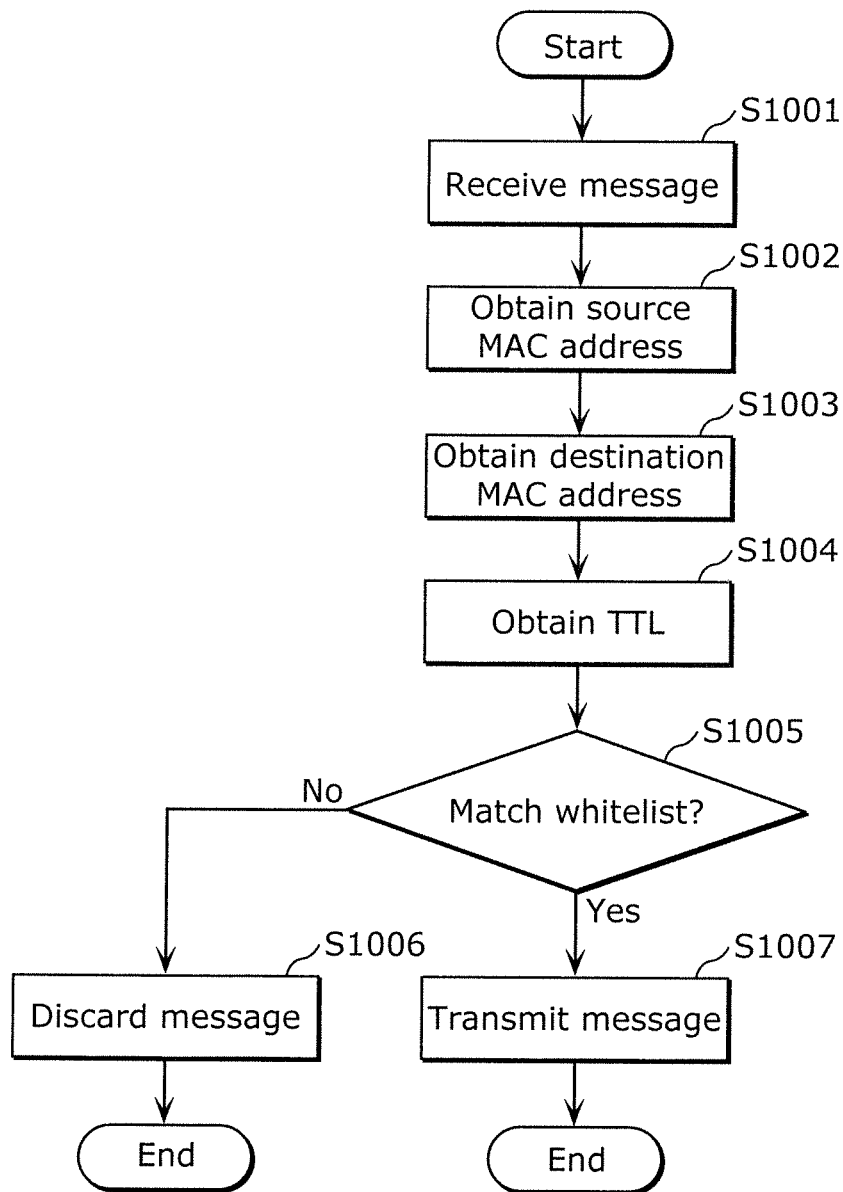 Start
S1001
Receive message
S1002
Obtain source
MAC address
S1003
Obtain destination
MAC address
S1004
Obtain TTL
S1005
Match whitelist?
No
Yes
S1006
Discard message
S1007
Transmit message
End
End